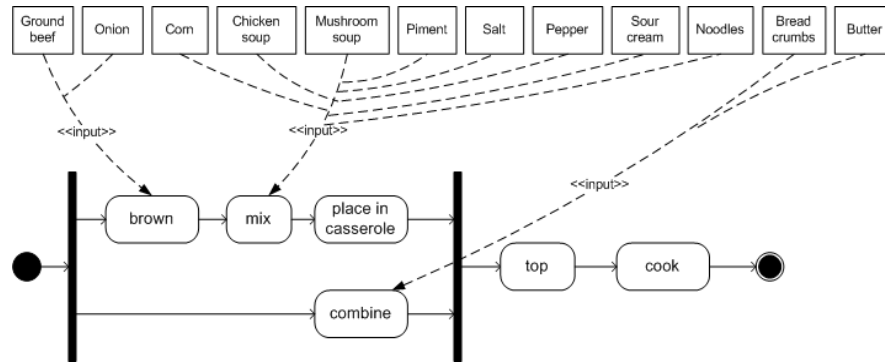 Ground
beef
Onion
Corn
Chicken
soup
Mushroom
soup
Piment
Salt
Pepper
Sour
cream
Noodles
Bread
crumbs
Butter
<<input>>
<<input>>
<<input>>
brown
mix
place in
casserole
top
cook
combine